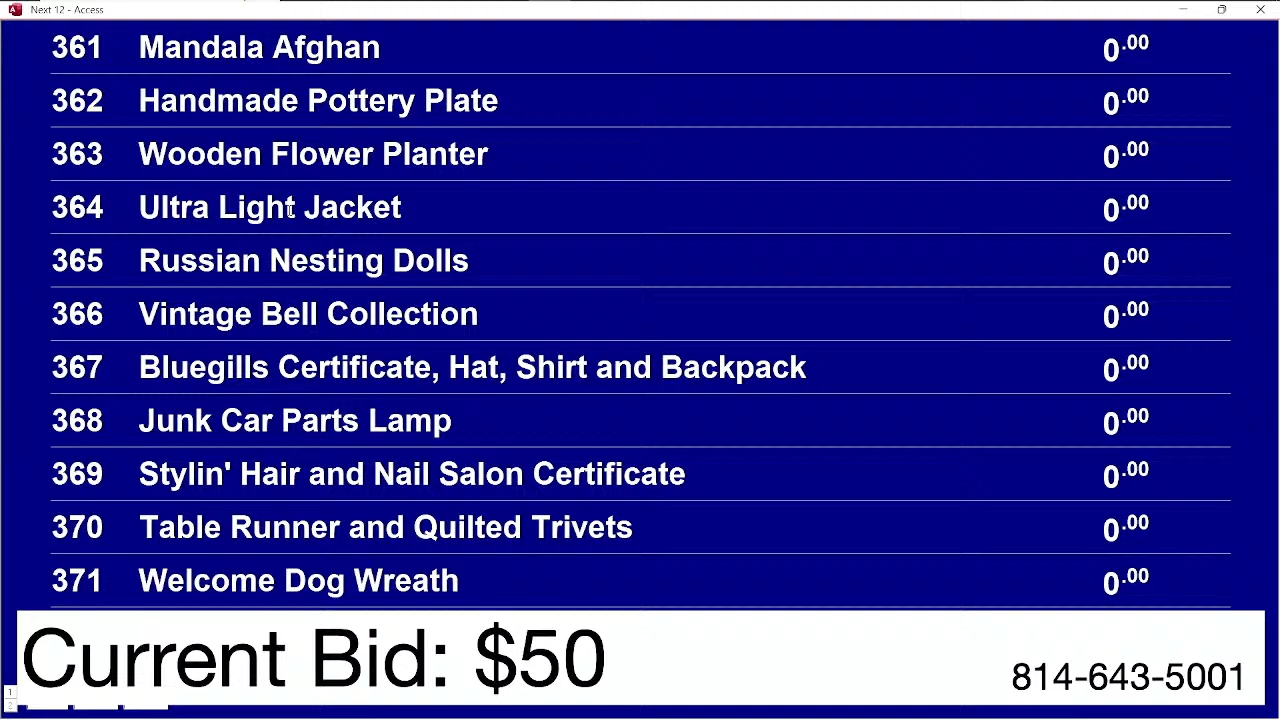 Next 12 - Access
361 Mandala Afghan 0.00
362 Handmade Pottery Plate 0.00
363 Wooden Flower Planter 0.00
364 Ultra Light Jacket 0.00
365 Russian Nesting Dolls 0.00
366 Vintage Bell Collection 0.00
367 Bluegills Certificate, Hat, Shirt and Backpack 0.00
368 Junk Car Parts Lamp 0.00
369 Stylin' Hair and Nail Salon Certificate 0.00
370 Table Runner and Quilted Trivets 0.00
371 Welcome Dog Wreath 0.00
Current Bid: $50 814-643-5001
1
2